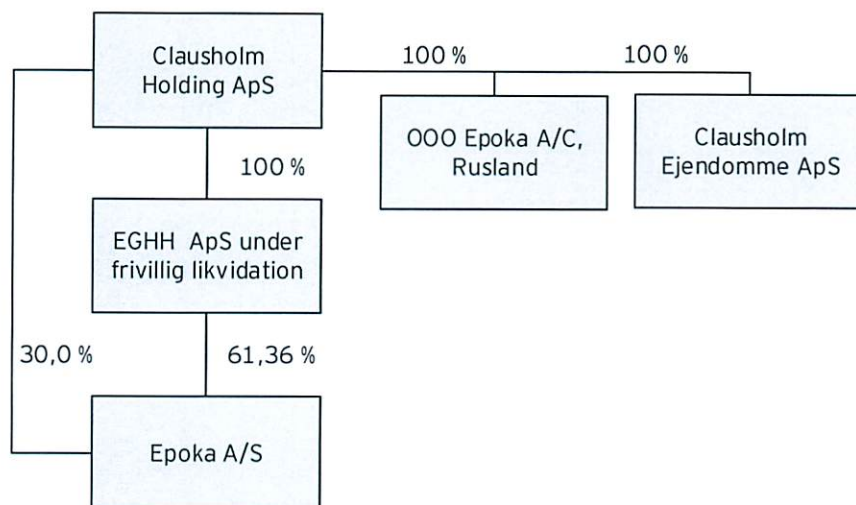 Clausholm
Holding ApS
100 %
100 %
OOO Epoka A/C,
Rusland
Clausholm
Ejendomme ApS
100 %
EGHH ApS under
frivillig likvidation
30,0 %
61,36 %
Epoka A/S